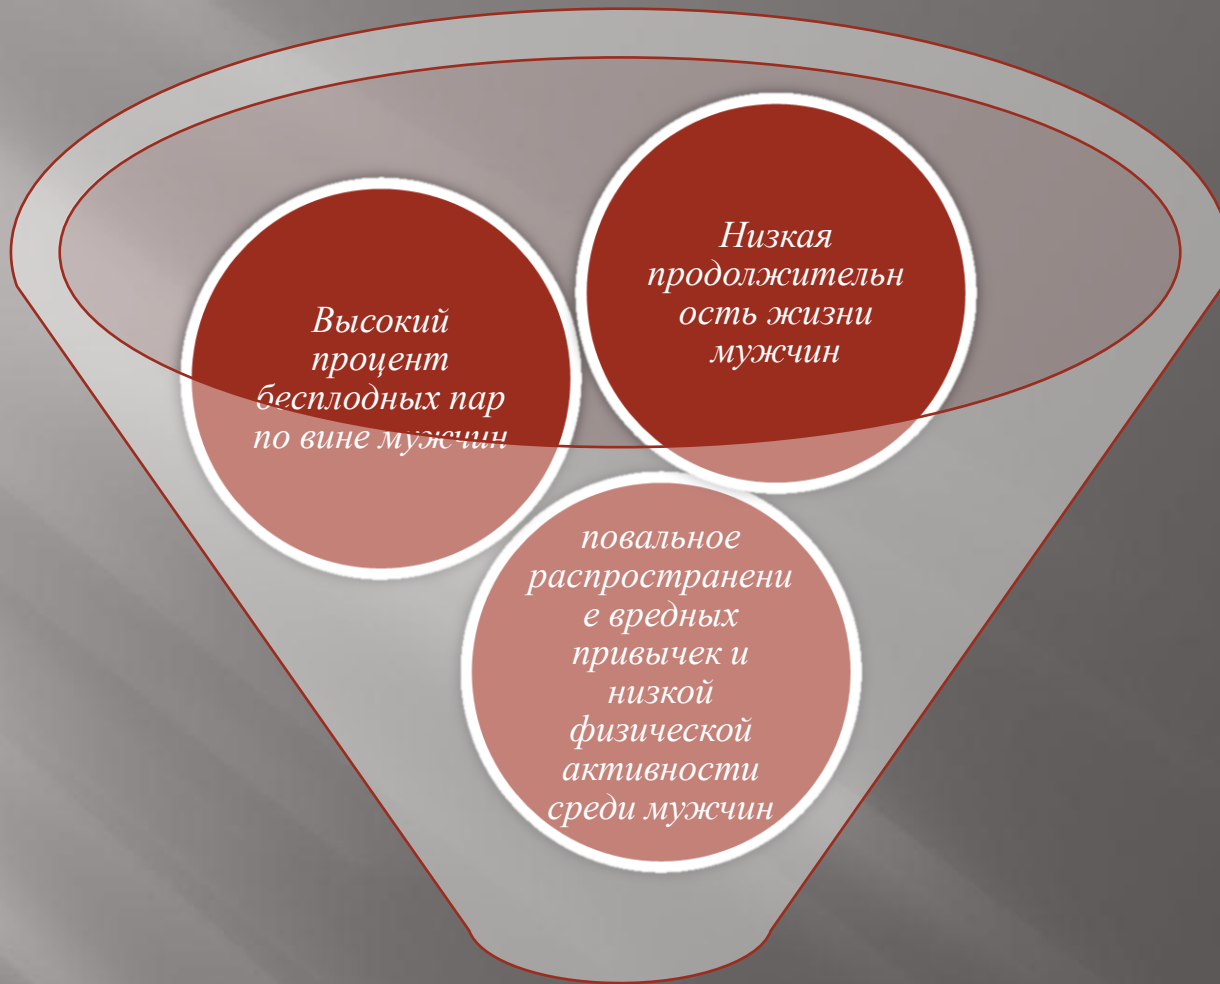 Высокий
процент
бесплодных пар
по вине мужчин
Низкая
продолжительн
ость жизни
мужчин
повальное
распространени
е вредных
привычек и
низкой
физической
активности
среди мужчин